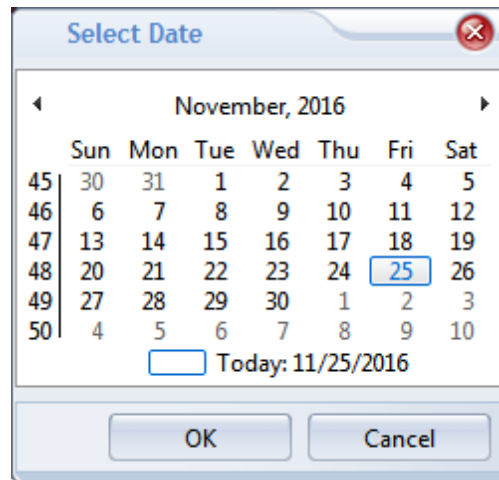 Select Date
November, 2016
Sun Mon Tue Wed Thu Fri Sat
45 30 31 1 2 3 4 5
46 6 7 8 9 10 11 12
47 13 14 15 16 17 18 19
48 20 21 22 23 24 25 26
49 27 28 29 30 1 2 3
50 4 5 6 7 8 9 10
Today: 11/25/2016
OK Cancel